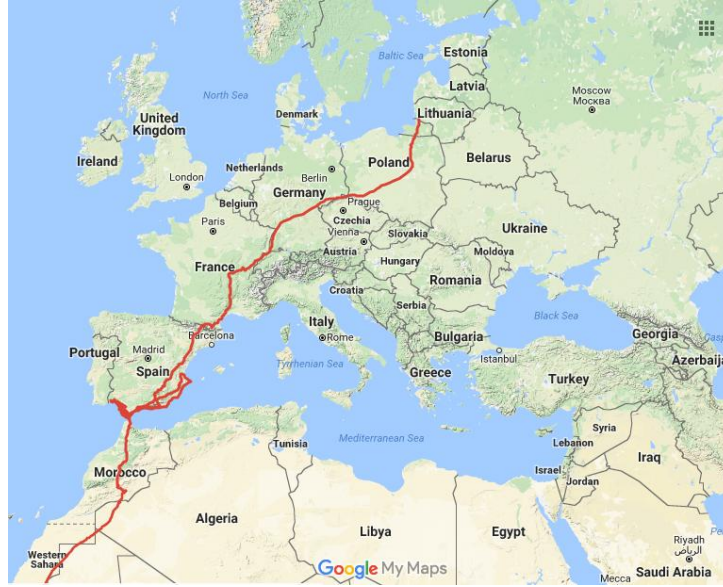 Estonia
Baltic Sea
Latvia
Moscow
Москва
North Sea
Denmark
Lithuania
United
Kingdom
Ireland
Netherlands
Berlin
Poland
Belarus
London
Germany
Belgium
Prague
Paris
Czechia
Ukraine
Vienna
Slovakia
Austria
Moldova
France
Hungary
Romania
Croatia
Serbia
Black Sea
Italy
Bulgaria
Georgia
Barcelona
Rome
Portugal
Madrid
Istanbul
Azerbaija
Spain
Tyrrhenian Sea
Greece
Turkey
Syria
Tunisia
Mediterranean Sea
Lebanon
Iraq
Morocco
Israel
Jordan
Algeria
Libya
Egypt
Riyadh
الرياض
Western
Sahara
Google My Maps
Mecca
Saudi Arabia